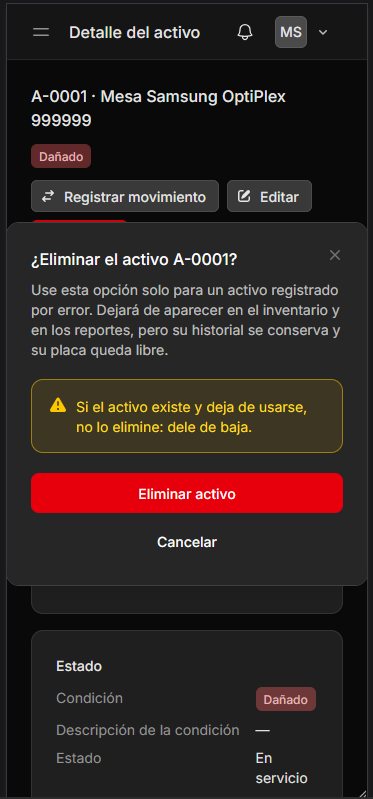 Detalle del activo
MS
A-0001 · Mesa Samsung OptiPlex
999999
Dañado
Registrar movimiento
Editar
¿Eliminar el activo A-0001?
Use esta opción solo para un activo registrado
por error. Dejará de aparecer en el inventario y
en los reportes, pero su historial se conserva y
su placa queda libre.
Si el activo existe y deja de usarse,
no lo elimine: dele de baja.
Eliminar activo
Cancelar
Estado
Condición
Dañado
Descripción de la condición —
Estado
En
servicio